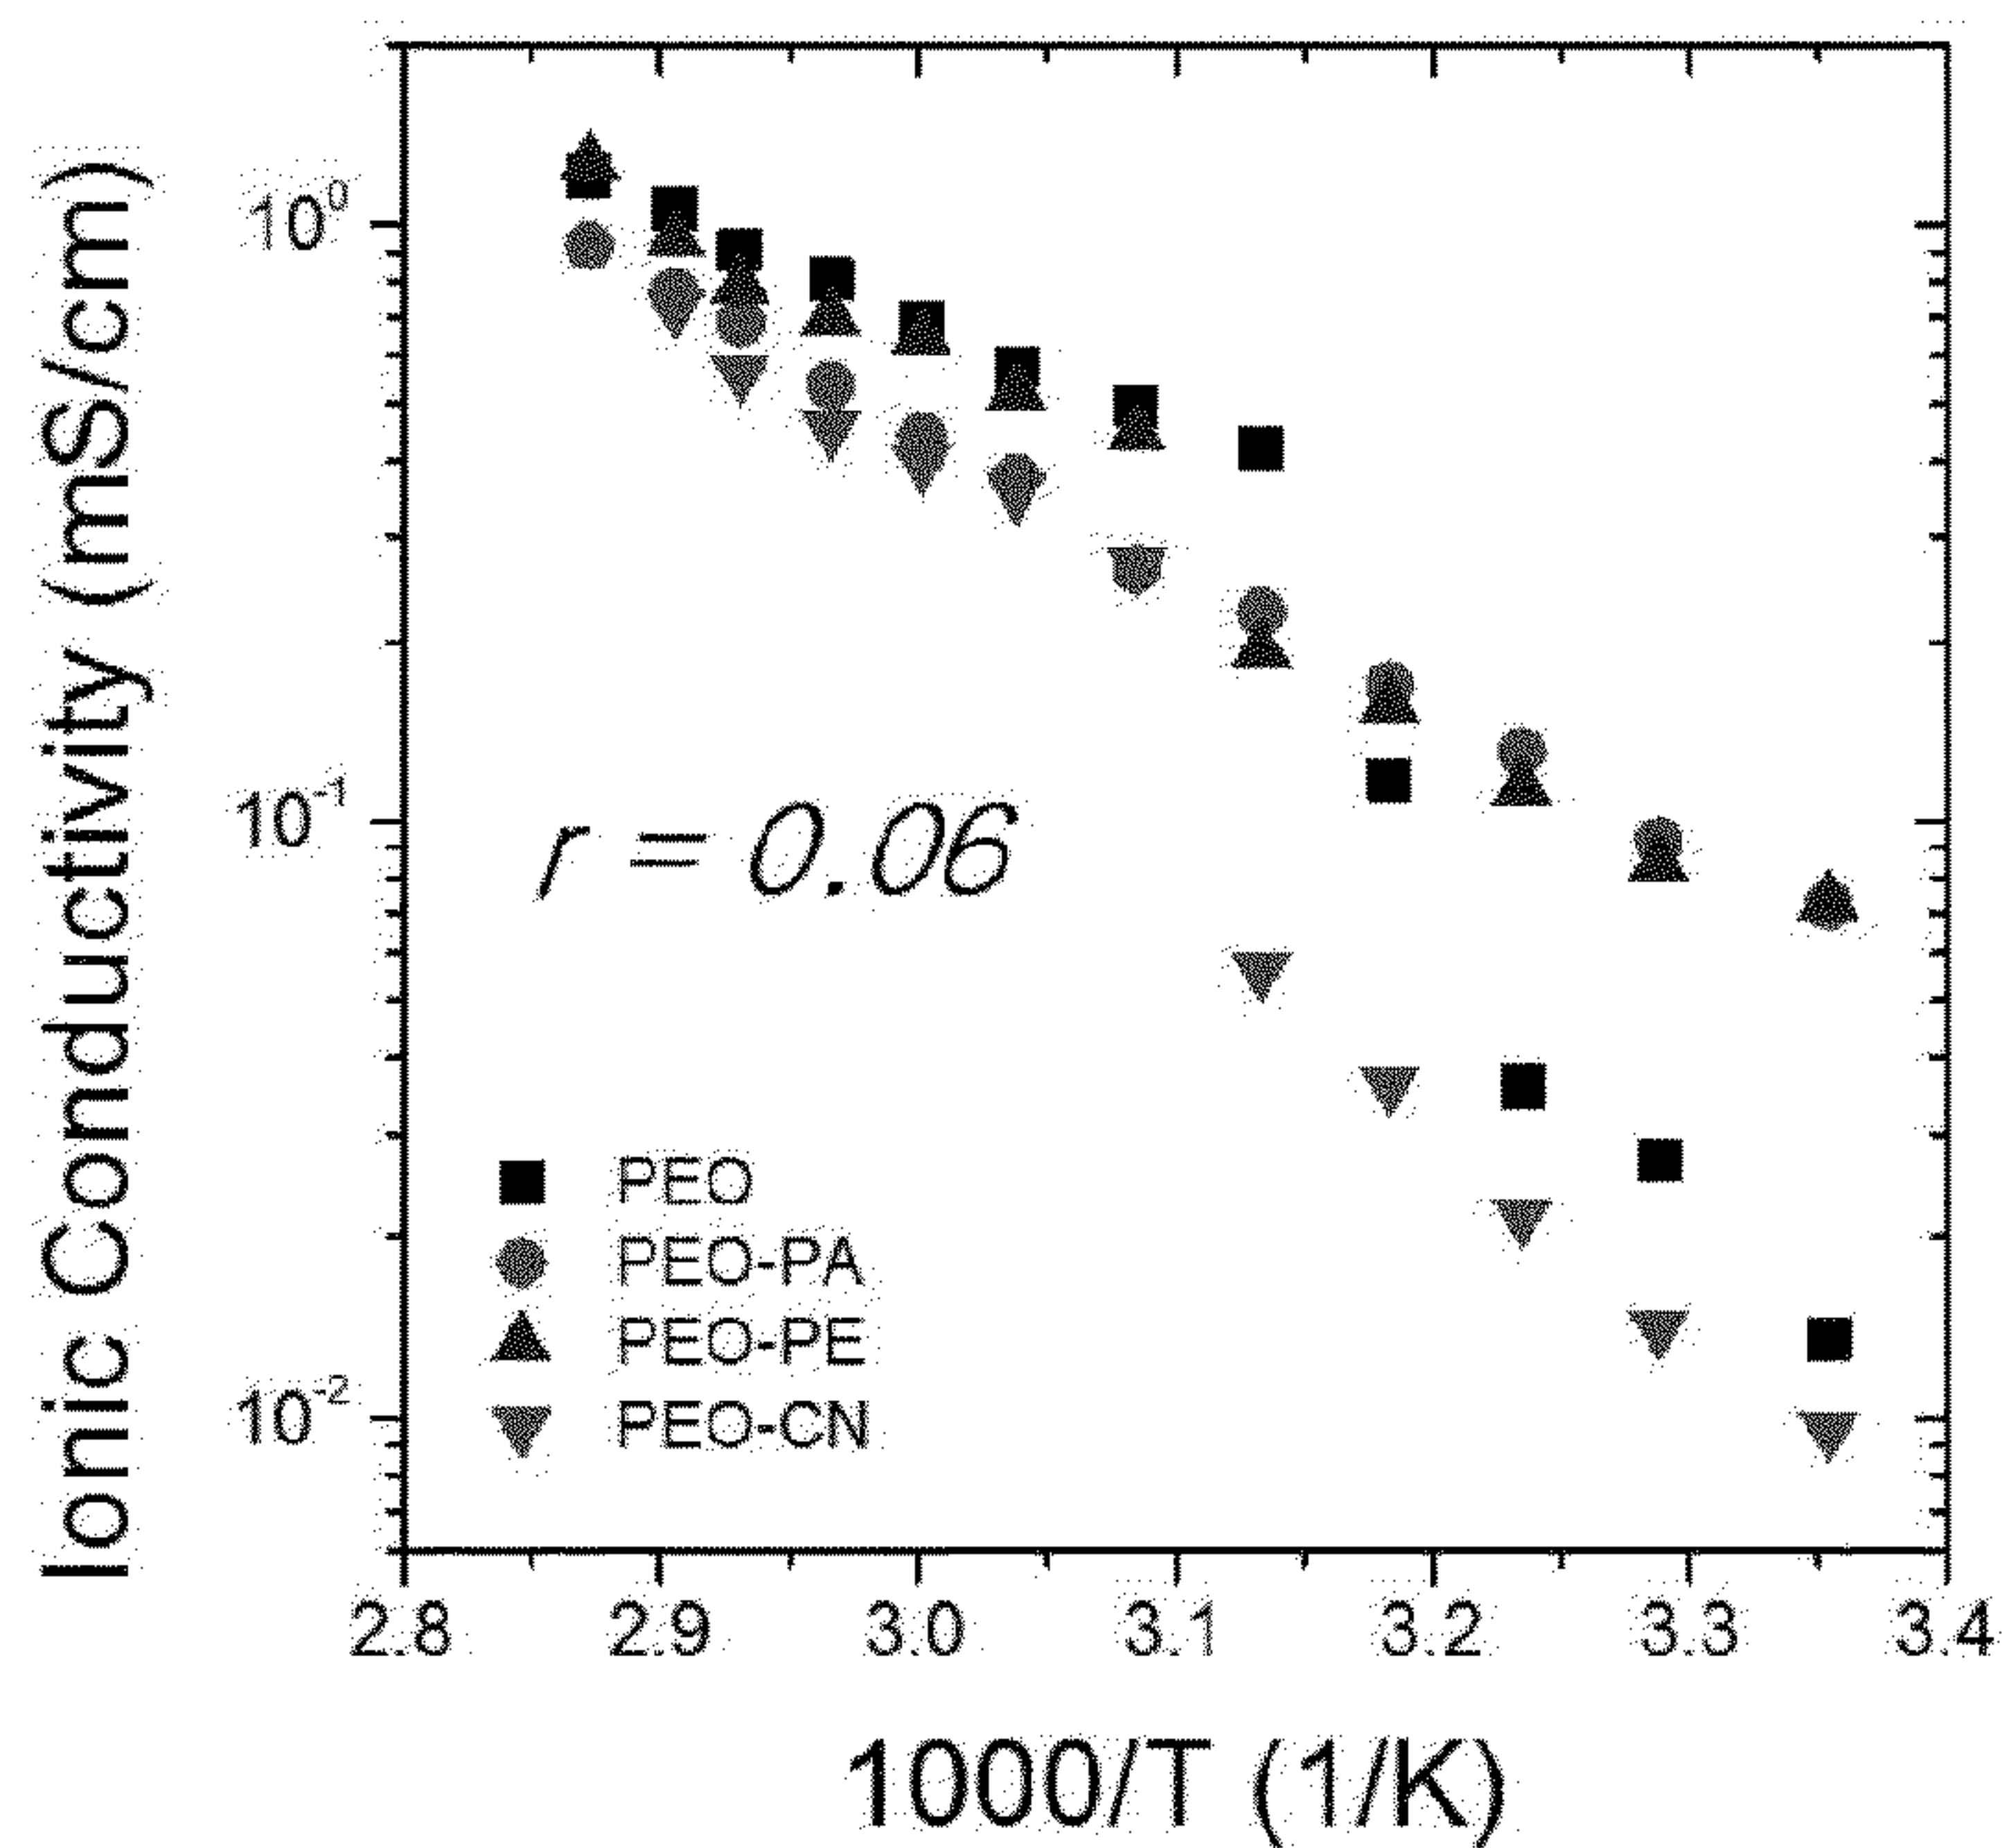 Ionic Conductivity (mS/cm)
10⁰
10⁻¹
10⁻²
r = 0.06
PEO
PEO-PA
PEO-PE
PEO-CN
2.8 2.9 3.0 3.1 3.2 3.3 3.4
1000/T (1/K)